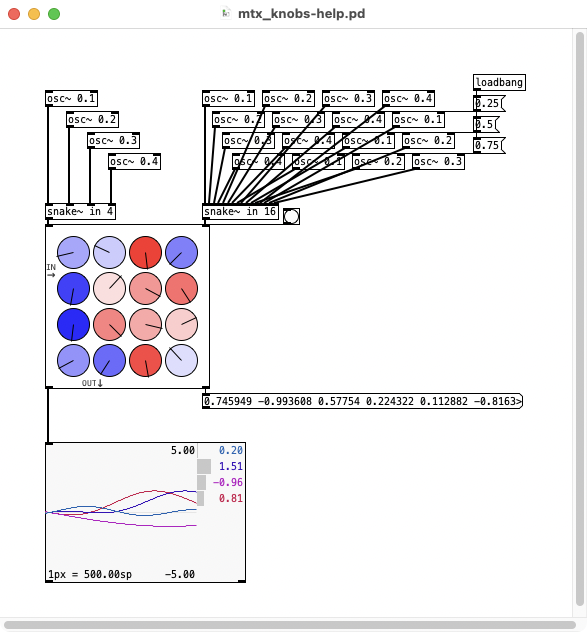 mtx_knobs-help.pd
loadbang
osc~ 0.1
osc~ 0.1 osc~ 0.2 osc~ 0.3 osc~ 0.4
0.25
osc~ 0.2
osc~ 0.2 osc~ 0.3 osc~ 0.4 osc~ 0.1
0.5
osc~ 0.3
osc~ 0.3 osc~ 0.4 osc~ 0.1 osc~ 0.2
0.75
osc~ 0.4
osc~ 0.4 osc~ 0.1 osc~ 0.2 osc~ 0.3
snake~ in 4
snake~ in 16
IN
→
OUT↓
0.745949 -0.993608 0.57754 0.224322 0.112882 -0.8163>
5.00
0.20
1.51
-0.96
0.81
1px = 500.00sp
-5.00